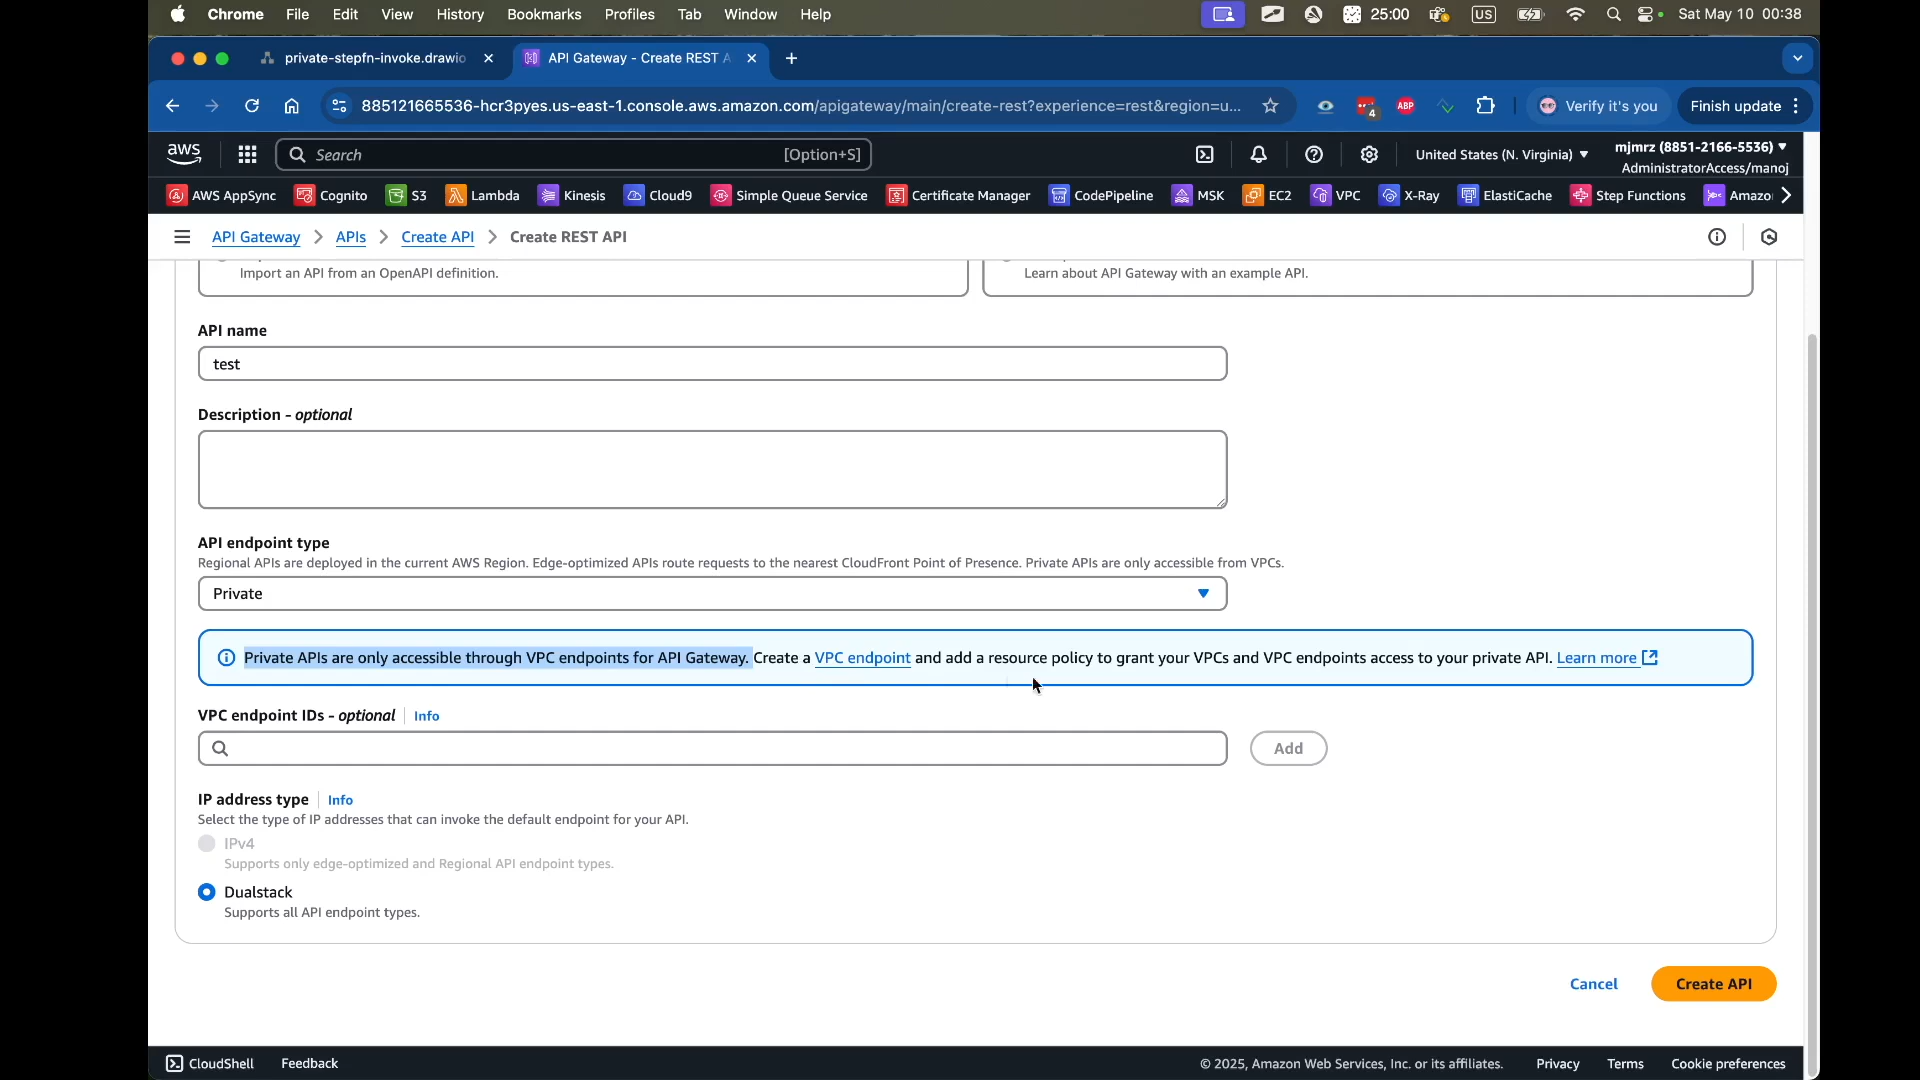 Chrome File Edit View History Bookmarks Profiles Tab Window Help 25:00 US Sat May 10 00:38
private-stepfn-invoke.drawio API Gateway - Create REST A
885121665536-hcr3pyes.us-east-1.console.aws.amazon.com/apigateway/main/create-rest?experience=rest&region=u... 4 ABP Verify it's you Finish update
aws Search [Option+S] United States (N. Virginia) mjmrz (8851-2166-5536)
AdministratorAccess/manoj
AWS AppSync Cognito S3 Lambda Kinesis Cloud9 Simple Queue Service Certificate Manager CodePipeline MSK EC2 VPC X-Ray ElastiCache Step Functions Amazo
API Gateway APIs Create API Create REST API
Import an API from an OpenAPI definition. Learn about API Gateway with an example API.
API name
test
Description - optional
API endpoint type
Regional APIs are deployed in the current AWS Region. Edge-optimized APIs route requests to the nearest CloudFront Point of Presence. Private APIs are only accessible from VPCs.
Private
Private APIs are only accessible through VPC endpoints for API Gateway. Create a VPC endpoint and add a resource policy to grant your VPCs and VPC endpoints access to your private API. Learn more
VPC endpoint IDs - optional Info
Add
IP address type Info
Select the type of IP addresses that can invoke the default endpoint for your API.
IPv4
Supports only edge-optimized and Regional API endpoint types.
Dualstack
Supports all API endpoint types.
Cancel Create API
CloudShell Feedback © 2025, Amazon Web Services, Inc. or its affiliates. Privacy Terms Cookie preferences